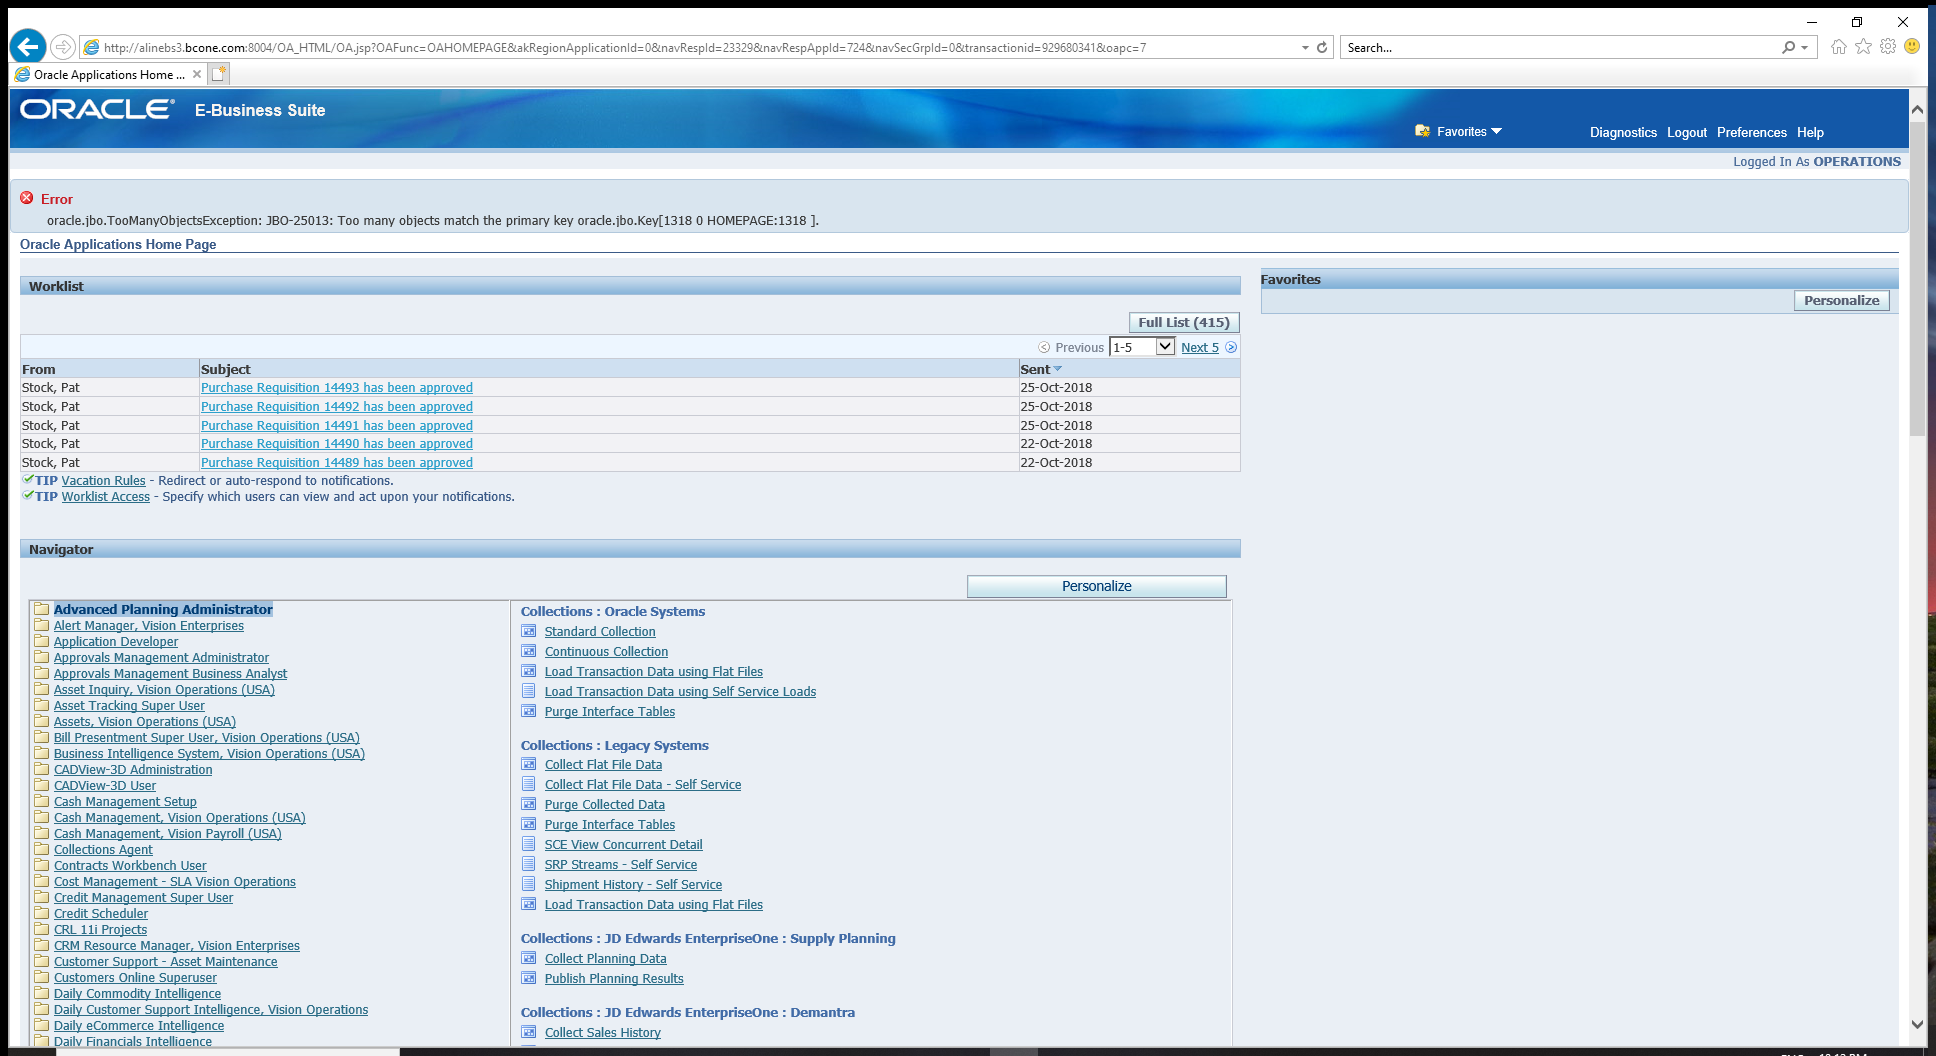 http://alinebs3.bcone.com:8004/OA_HTML/OA.jsp?OAFunc=OAHOMEPAGE&akRegionApplicationId=0&navRespId=23329&navRespAppId=724&navSecGrpId=0&transactionid=929680341&oapc=7
Search...
Oracle Applications Home ...
ORACLE® E-Business Suite
Favorites
Diagnostics Logout Preferences Help
Logged In As OPERATIONS
Error
oracle.jbo.TooManyObjectsException: JBO-25013: Too many objects match the primary key oracle.jbo.Key[1318 0 HOMEPAGE:1318 ].
Oracle Applications Home Page
Worklist
Full List (415)
Previous 1-5 Next 5
From Subject Sent
Stock, Pat Purchase Requisition 14493 has been approved 25-Oct-2018
Stock, Pat Purchase Requisition 14492 has been approved 25-Oct-2018
Stock, Pat Purchase Requisition 14491 has been approved 25-Oct-2018
Stock, Pat Purchase Requisition 14490 has been approved 22-Oct-2018
Stock, Pat Purchase Requisition 14489 has been approved 22-Oct-2018
TIP Vacation Rules - Redirect or auto-respond to notifications.
TIP Worklist Access - Specify which users can view and act upon your notifications.
Favorites
Personalize
Navigator
Personalize
Advanced Planning Administrator
Alert Manager, Vision Enterprises
Application Developer
Approvals Management Administrator
Approvals Management Business Analyst
Asset Inquiry, Vision Operations (USA)
Asset Tracking Super User
Assets, Vision Operations (USA)
Bill Presentment Super User, Vision Operations (USA)
Business Intelligence System, Vision Operations (USA)
CADView-3D Administration
CADView-3D User
Cash Management Setup
Cash Management, Vision Operations (USA)
Cash Management, Vision Payroll (USA)
Collections Agent
Contracts Workbench User
Cost Management - SLA Vision Operations
Credit Management Super User
Credit Scheduler
CRL 11i Projects
CRM Resource Manager, Vision Enterprises
Customer Support - Asset Maintenance
Customers Online Superuser
Daily Commodity Intelligence
Daily Customer Support Intelligence, Vision Operations
Daily eCommerce Intelligence
Daily Financials Intelligence
Collections : Oracle Systems
Standard Collection
Continuous Collection
Load Transaction Data using Flat Files
Load Transaction Data using Self Service Loads
Purge Interface Tables
Collections : Legacy Systems
Collect Flat File Data
Collect Flat File Data - Self Service
Purge Collected Data
Purge Interface Tables
SCE View Concurrent Detail
SRP Streams - Self Service
Shipment History - Self Service
Load Transaction Data using Flat Files
Collections : JD Edwards EnterpriseOne : Supply Planning
Collect Planning Data
Publish Planning Results
Collections : JD Edwards EnterpriseOne : Demantra
Collect Sales History